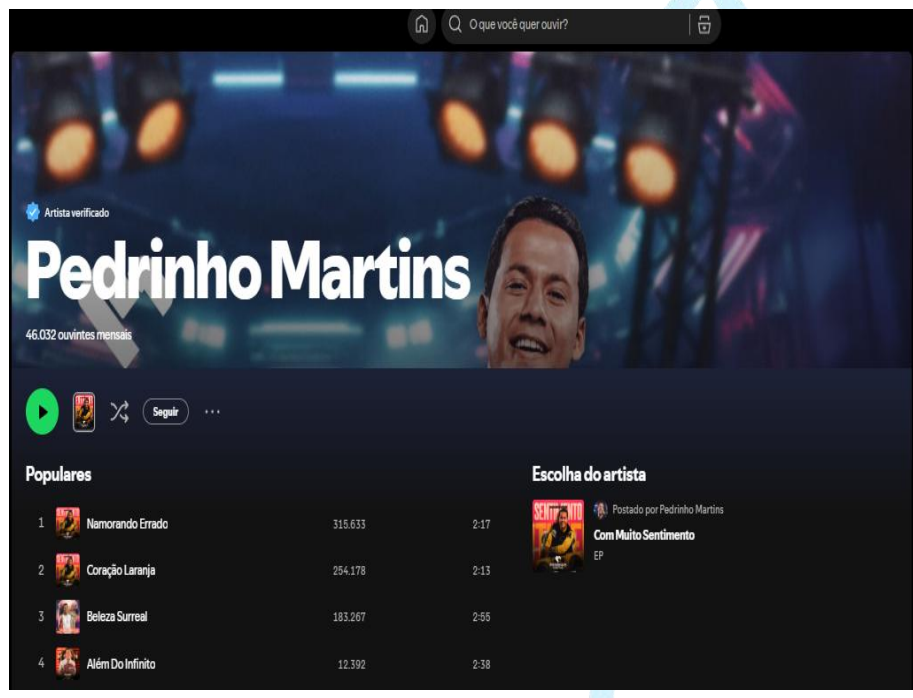 O que você quer ouvir?
Artista verificado
Pedrinho Martins
46.032 ouvintes mensais
Seguir
Populares
1 Namorando Errado 315.633 2:17
2 Coração Laranja 254.178 2:13
3 Beleza Surreal 183.267 2:55
4 Além Do Infinito 12.392 2:38
Escolha do artista
SENTIMENTO
Postado por Pedrinho Martins
Com Muito Sentimento
EP